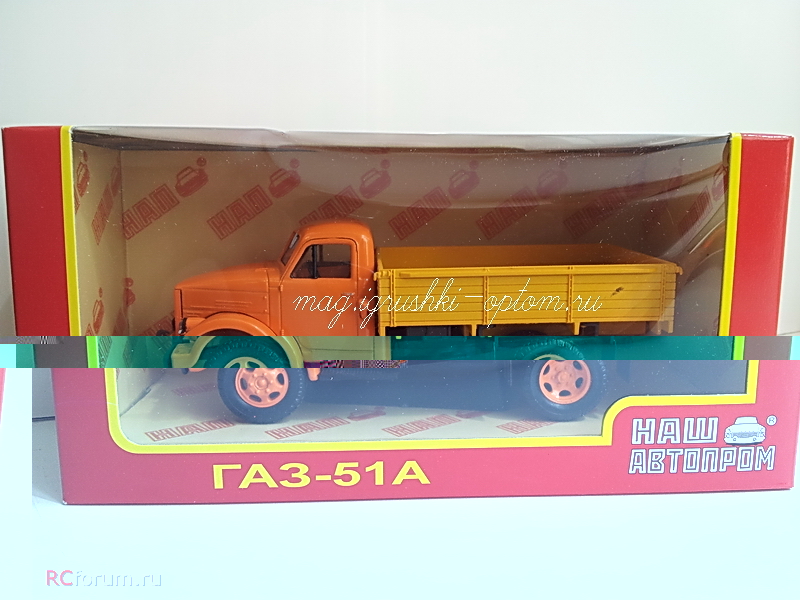 mag.igrushki-optom.ru
НАШ
АВТОПРОМ
ГАЗ-51А
RCforum.ru